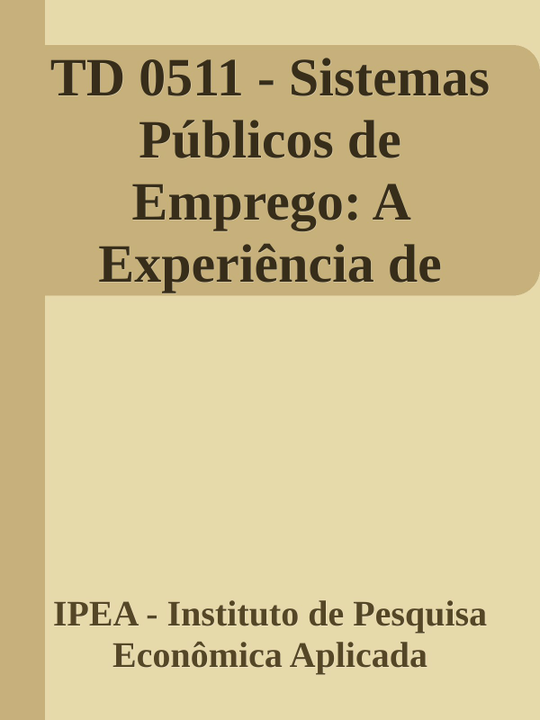 TD 0511 - Sistemas
Públicos de
Emprego: A
Experiência de
IPEA - Instituto de Pesquisa
Econômica Aplicada